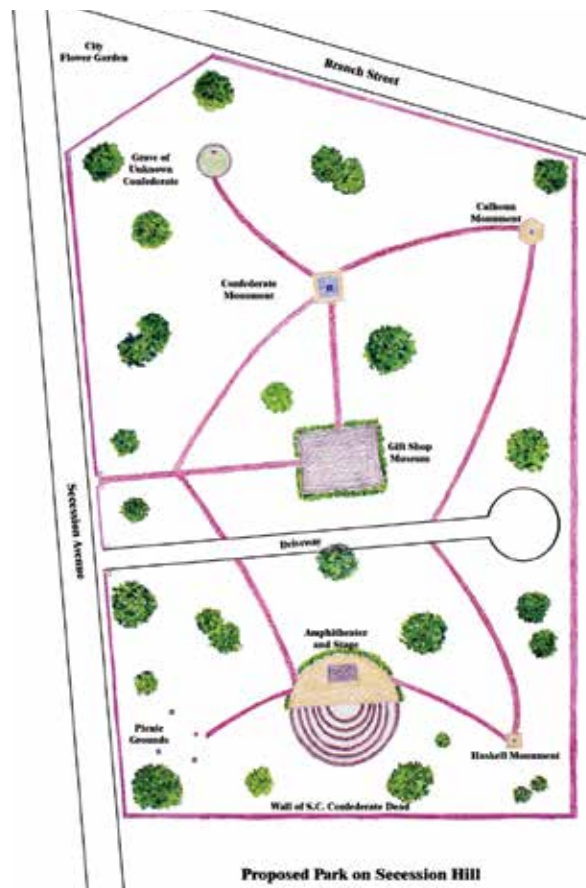 City
Flower Garden
Branch Street
Grave of
Unknown
Confederate
Calhoun
Monument
Confederate
Monument
Gift Shop
Museum
Secession Avenue
Driveway
Amphitheater
and Stage
Picnic
Grounds
Haskell Monument
Wall of S.C. Confederate Dead
Proposed Park on Secession Hill